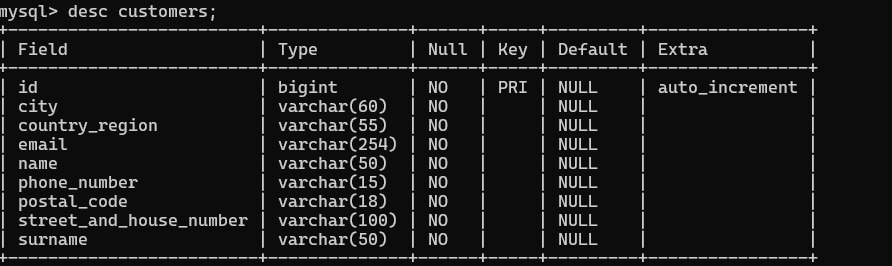 mysql> desc customers;
+-------------------------+--------------+------+-----+---------+----------------+
| Field                   | Type         | Null | Key | Default | Extra          |
+-------------------------+--------------+------+-----+---------+----------------+
| id                      | bigint       | NO   | PRI | NULL    | auto_increment |
| city                    | varchar(60)  | NO   |     | NULL    |                |
| country_region          | varchar(55)  | NO   |     | NULL    |                |
| email                   | varchar(254) | NO   |     | NULL    |                |
| name                    | varchar(50)  | NO   |     | NULL    |                |
| phone_number            | varchar(15)  | NO   |     | NULL    |                |
| postal_code             | varchar(18)  | NO   |     | NULL    |                |
| street_and_house_number | varchar(100) | NO   |     | NULL    |                |
| surname                 | varchar(50)  | NO   |     | NULL    |                |
+-------------------------+--------------+------+-----+---------+----------------+